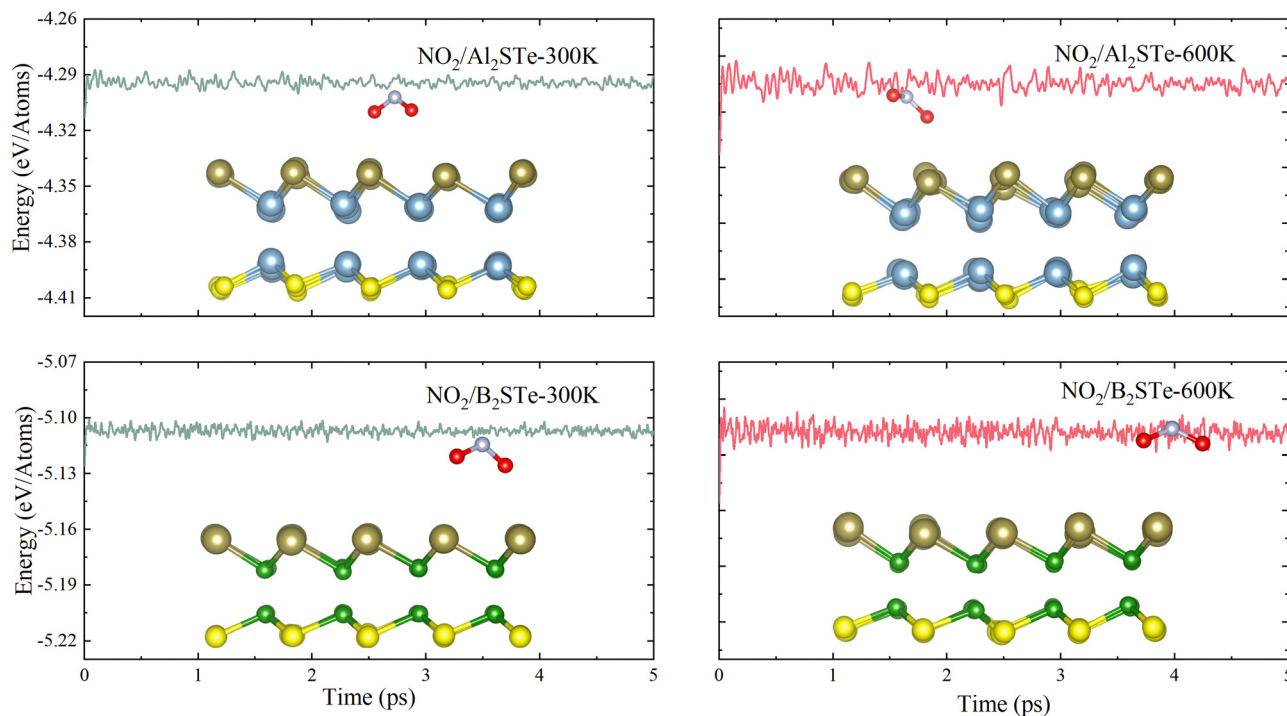 -4.26
-4.29
-4.32
-4.35
-4.38
-4.41
Energy (eV/Atoms)
NO₂/Al₂STe-300K
NO₂/Al₂STe-600K
-5.07
-5.10
-5.13
-5.16
-5.19
-5.22
Energy (eV/Atoms)
NO₂/B₂STe-300K
NO₂/B₂STe-600K
0 1 2 3 4 5
Time (ps)
0 1 2 3 4 5
Time (ps)